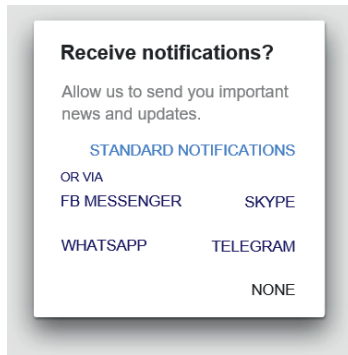 Receive notifications?
Allow us to send you important
news and updates.
STANDARD NOTIFICATIONS
OR VIA
FB MESSENGER SKYPE
WHATSAPP TELEGRAM
NONE